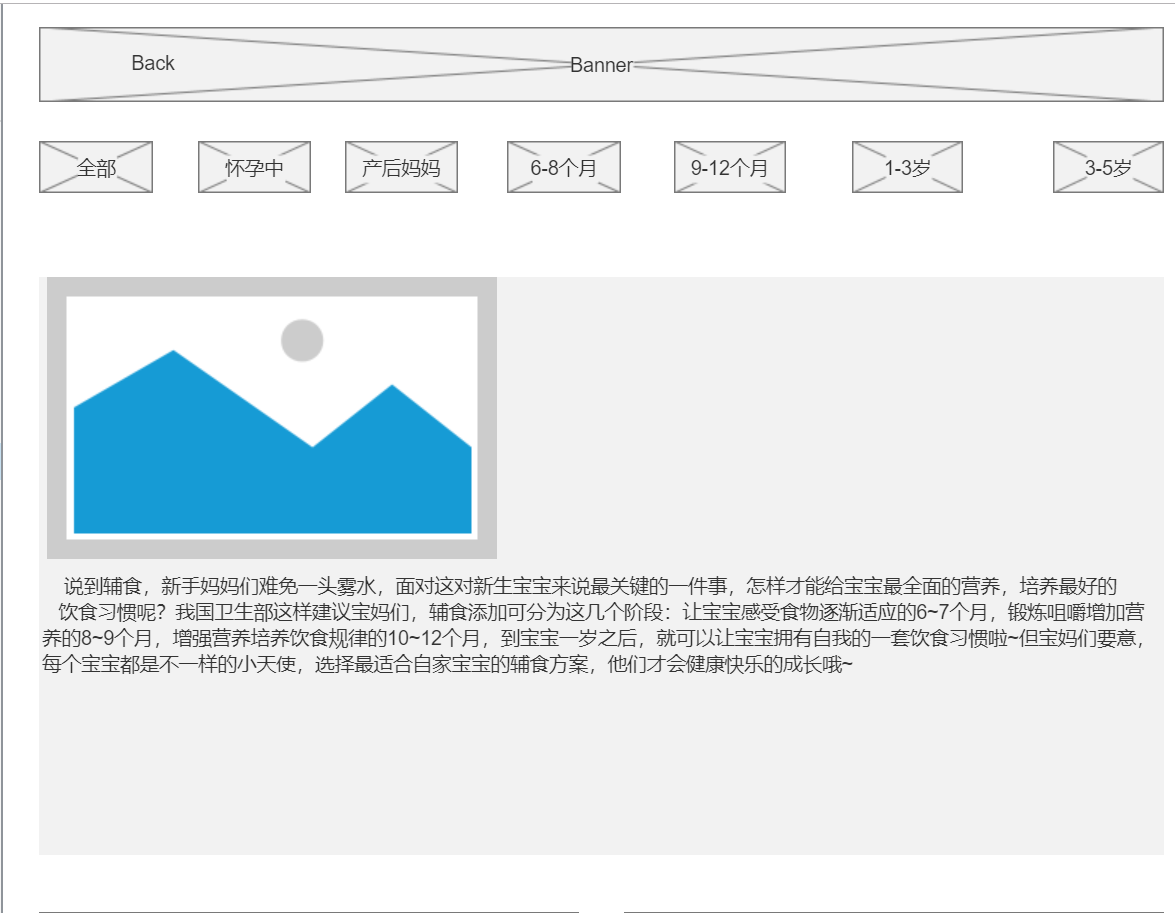 Back
Banner
全部
怀孕中
产后妈妈
6-8个月
9-12个月
1-3岁
3-5岁
说到辅食，新手妈妈们难免一头雾水，面对这对新生宝宝来说最关键的一件事，怎样才能给宝宝最全面的营养，培养最好的
饮食习惯呢？我国卫生部这样建议宝妈们，辅食添加可分为这几个阶段：让宝宝感受食物逐渐适应的6~7个月，锻炼咀嚼增加营
养的8~9个月，增强营养培养饮食规律的10~12个月，到宝宝一岁之后，就可以让宝宝拥有自我的一套饮食习惯啦~但宝妈们要意，
每个宝宝都是不一样的小天使，选择最适合自家宝宝的辅食方案，他们才会健康快乐的成长哦~